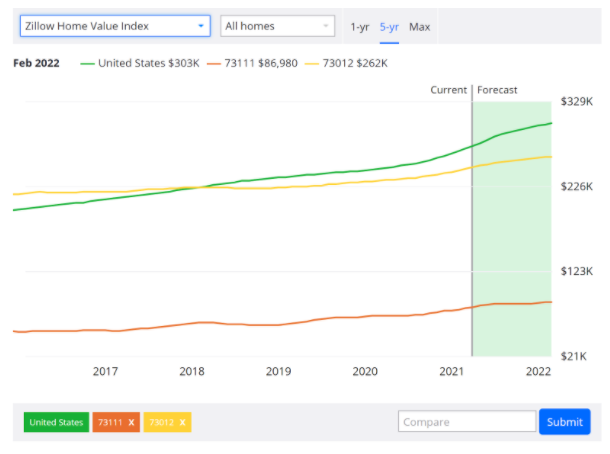 Zillow Home Value Index All homes 1-yr 5-yr Max
Feb 2022 United States $303K 73111 $86,980 73012 $262K
Current Forecast
$329K
$226K
$123K
$21K
2017 2018 2019 2020 2021 2022
United States 73111 X 73012 X Compare Submit